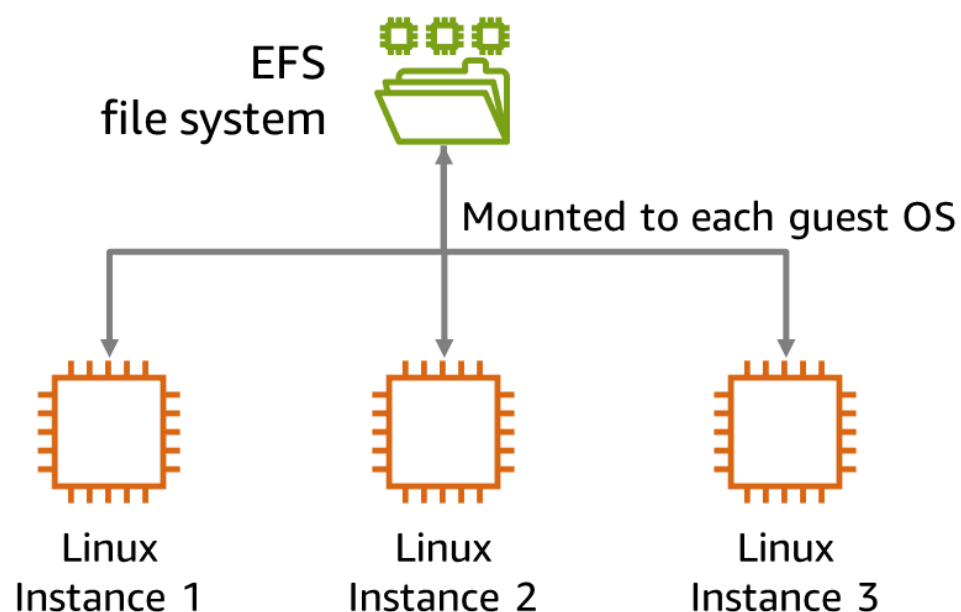 EFS
file system
Mounted to each guest OS
Linux
Instance 1
Linux
Instance 2
Linux
Instance 3